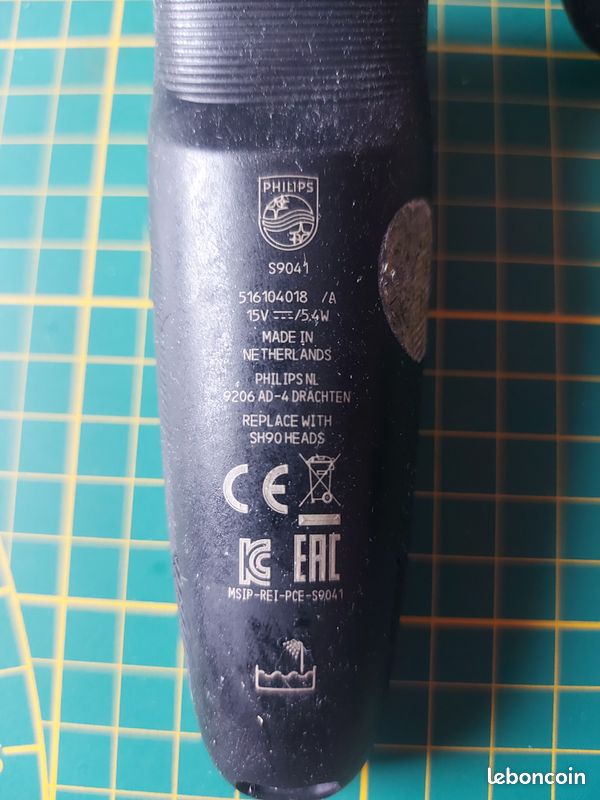 PHILIPS
S9041
516104018 /A
15V ⎓/5.4W
MADE IN
NETHERLANDS
PHILIPS NL
9206 AD-4 DRACHTEN
REPLACE WITH
SH90 HEADS
CE
KC EAC
MSIP-REI-PCE-S9041
leboncoin